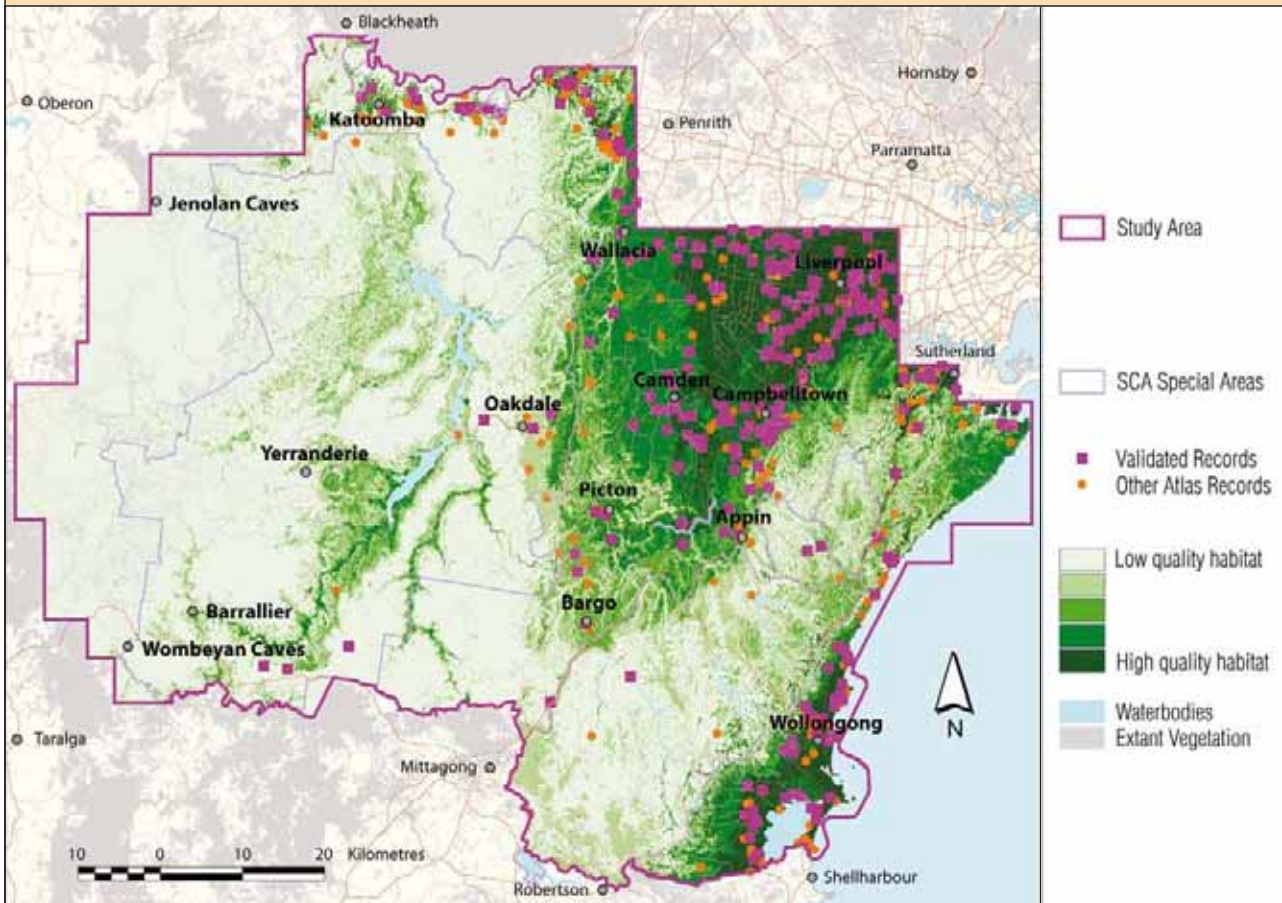 Blackheath
Hornsby
Oberon
Katoomba
Penrith
Parramatta
Jenolan Caves
Wallacia
Liverpool
Sutherland
Camden
Campbelltown
Oakdale
Yerranderie
Picton
Appin
Barrallier
Bargo
Wombeyan Caves
Wollongong
Taralga
Mittagong
N
10 0 10 20 Kilometres
Robertson
Shellharbour
Study Area
SCA Special Areas
Validated Records
Other Atlas Records
Low quality habitat
High quality habitat
Waterbodies
Extant Vegetation